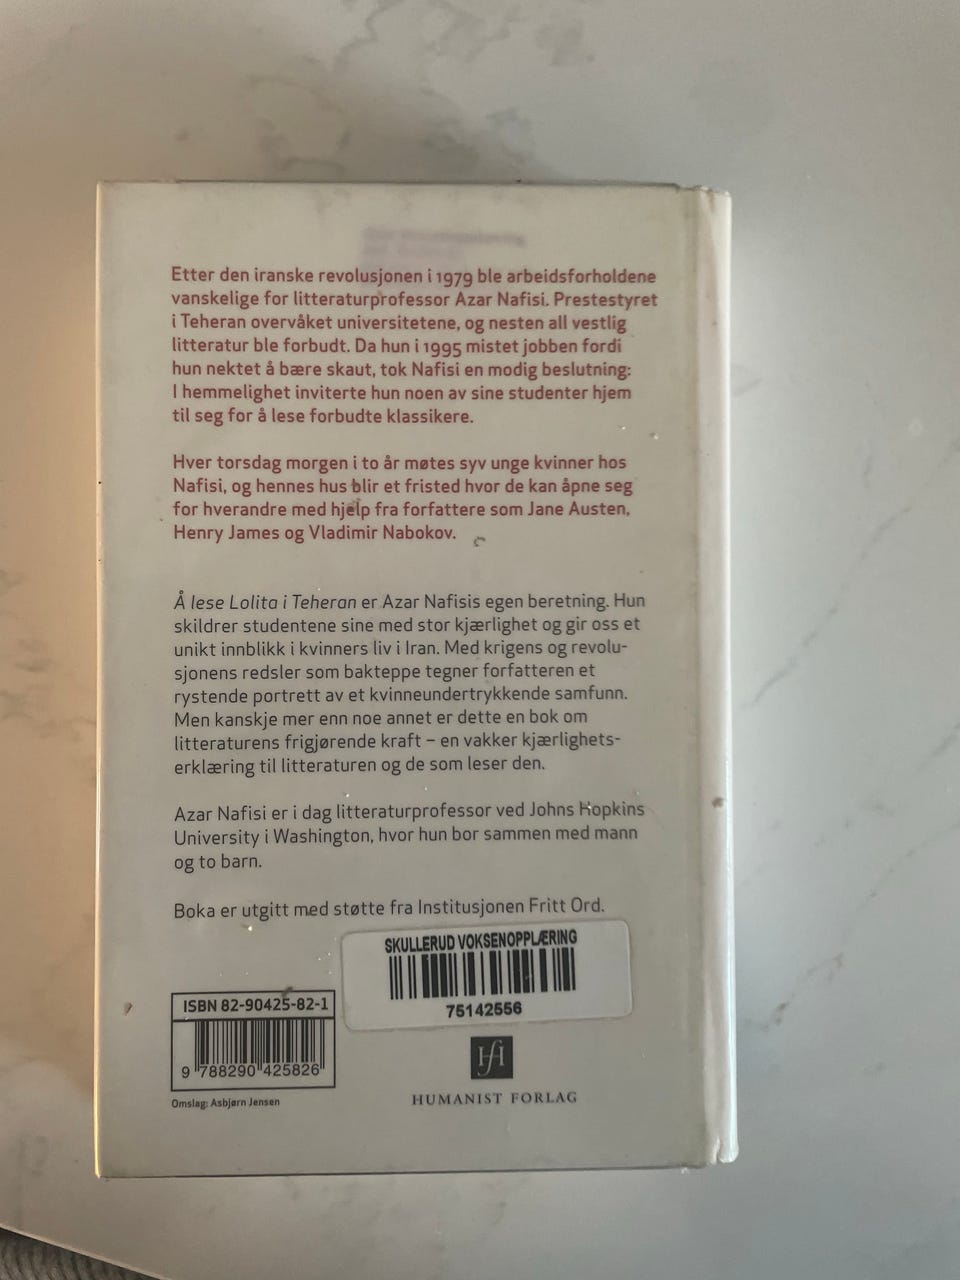 Etter den iranske revolusjonen i 1979 ble arbeidsforholdene
vanskelige for litteraturprofessor Azar Nafisi. Prestestyret
i Teheran overvåket universitetene, og nesten all vestlig
litteratur ble forbudt. Da hun i 1995 mistet jobben fordi
hun nektet å bære skaut, tok Nafisi en modig beslutning:
I hemmelighet inviterte hun noen av sine studenter hjem
til seg for å lese forbudte klassikere.
Hver torsdag morgen i to år møtes syv unge kvinner hos
Nafisi, og hennes hus blir et fristed hvor de kan åpne seg
for hverandre med hjelp fra forfattere som Jane Austen,
Henry James og Vladimir Nabokov.
Å lese Lolita i Teheran er Azar Nafisis egen beretning. Hun
skildrer studentene sine med stor kjærlighet og gir oss et
unikt innblikk i kvinners liv i Iran. Med krigens og revolu-
sjonens redsler som bakteppe tegner forfatteren et
rystende portrett av et kvinneundertrykkende samfunn.
Men kanskje mer enn noe annet er dette en bok om
litteraturens frigjørende kraft – en vakker kjærlighets-
erklæring til litteraturen og de som leser den.
Azar Nafisi er i dag litteraturprofessor ved Johns Hopkins
University i Washington, hvor hun bor sammen med mann
og to barn.
Boka er utgitt med støtte fra Institusjonen Fritt Ord.
SKULLERUD VOKSENOPPLÆRING
75142556
ISBN 82-90425-82-1
9 788290 425826
Omslag: Asbjørn Jensen
HfH
HUMANIST FORLAG